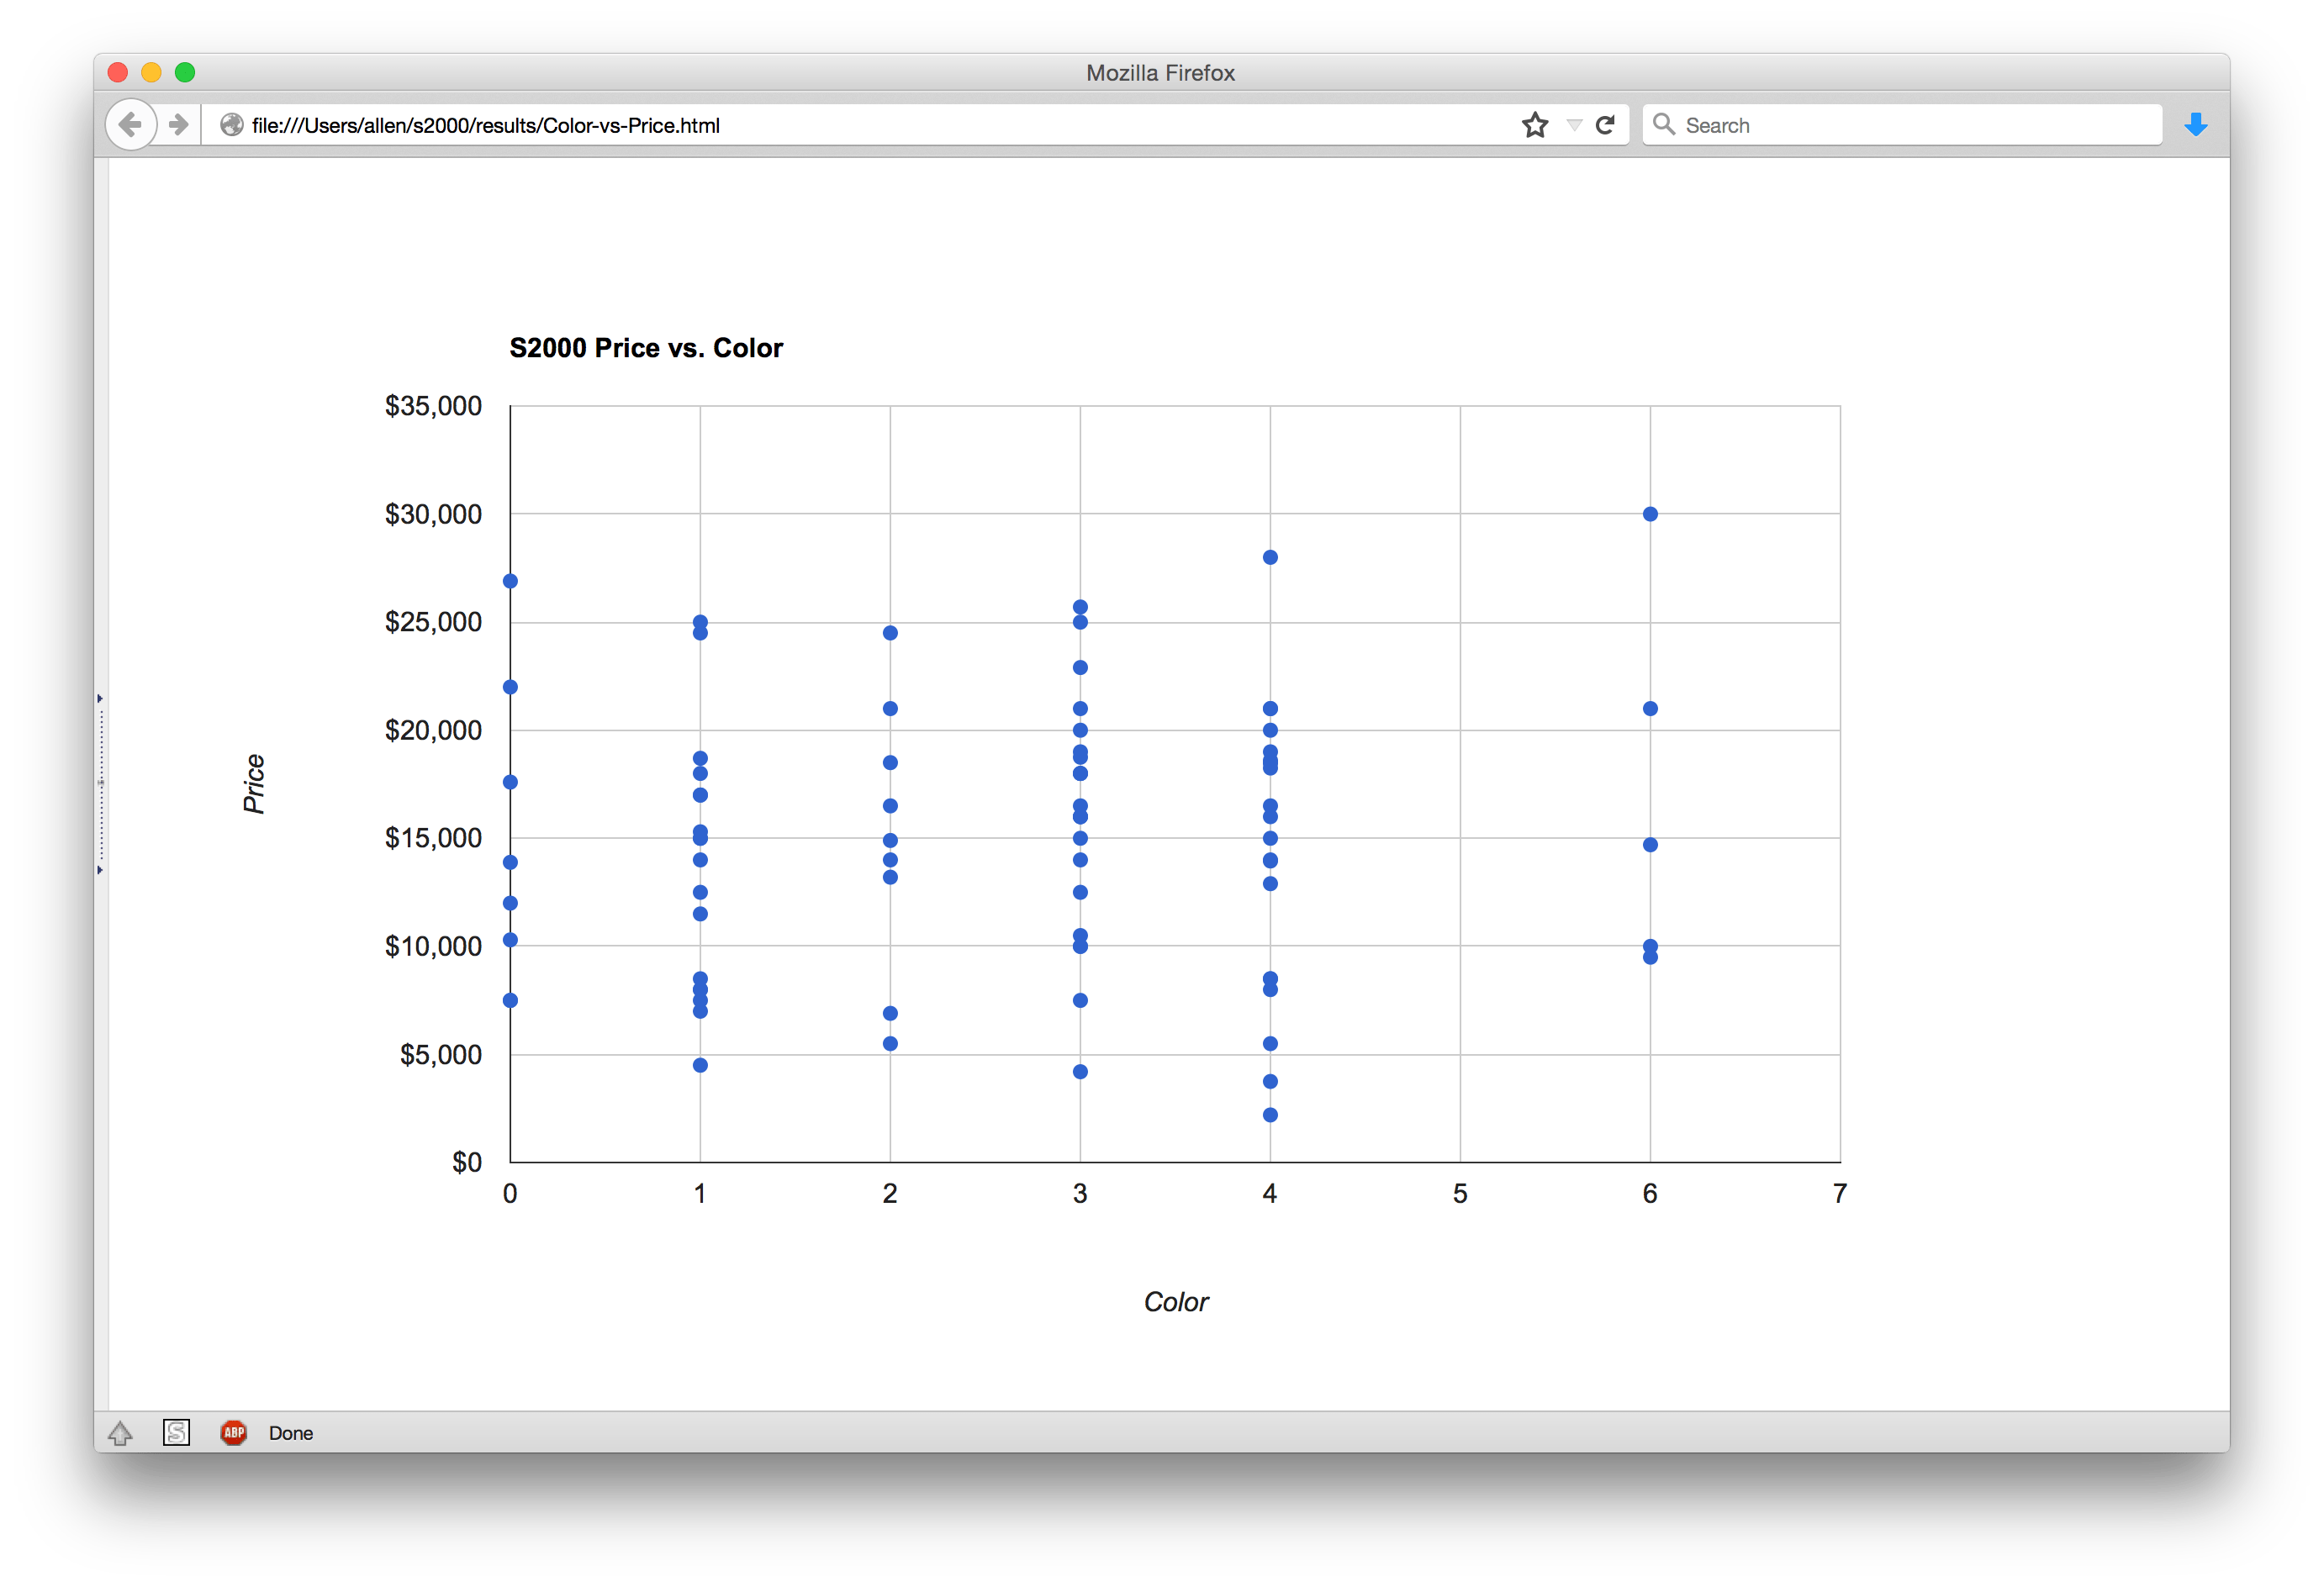 Mozilla Firefox
file:///Users/allen/s2000/results/Color-vs-Price.html
Search
S2000 Price vs. Color
$35,000
$30,000
$25,000
$20,000
$15,000
$10,000
$5,000
$0
Price
0 1 2 3 4 5 6 7
Color
S ABP Done